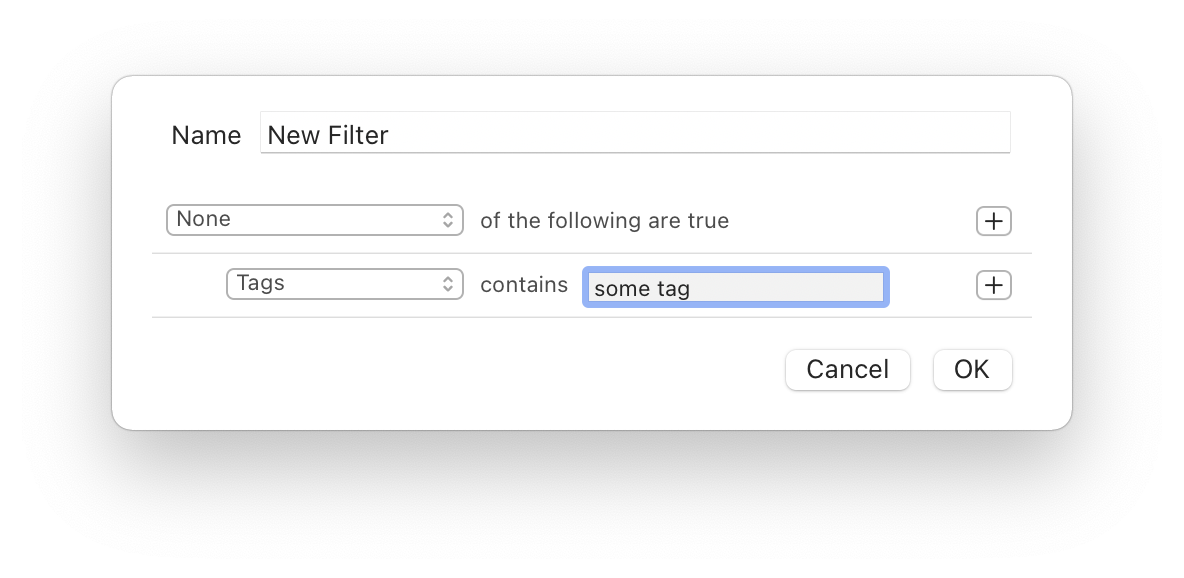 Name New Filter
None of the following are true +
Tags contains some tag +
Cancel OK